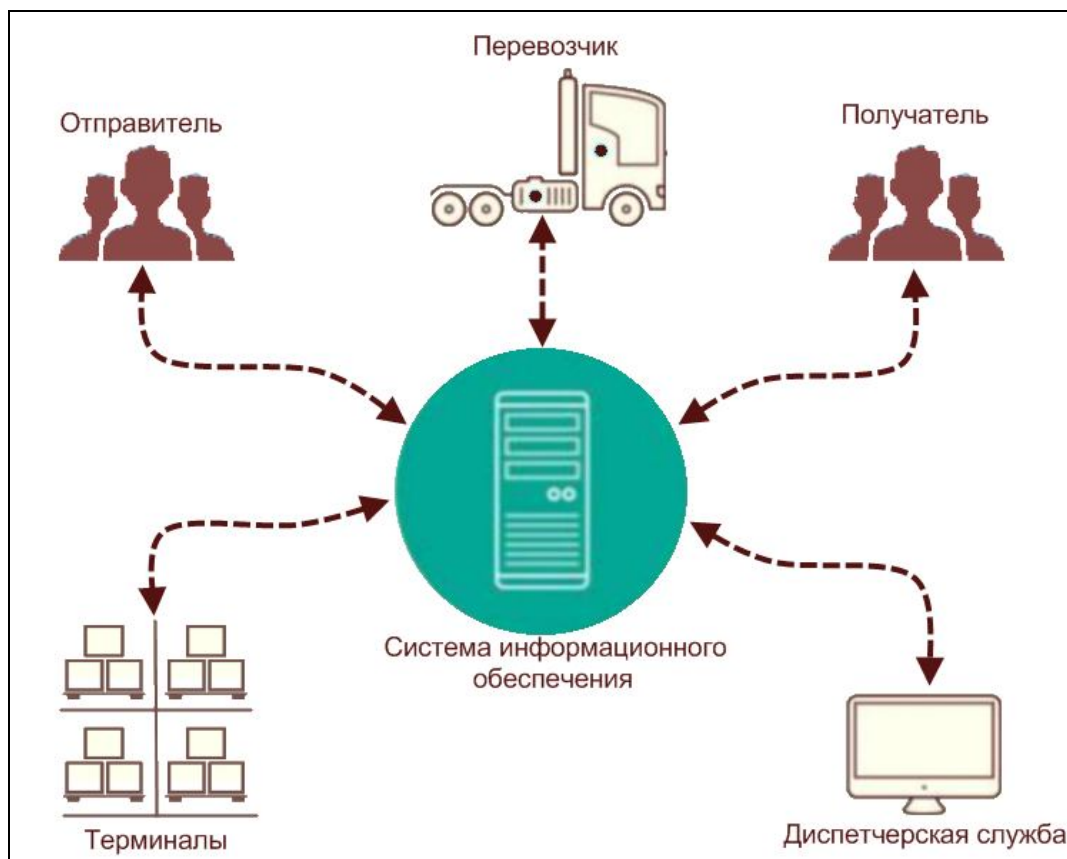 Перевозчик
Отправитель
Получатель
Система информационного
обеспечения
Терминалы
Диспетчерская служба